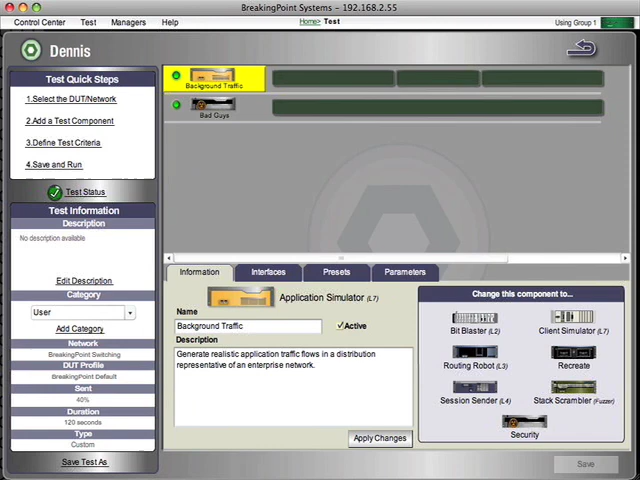 BreakingPoint Systems - 192.168.2.55
Control Center Test Managers Help
Home> Test
Using Group 1
Dennis
Test Quick Steps
1.Select the DUT/Network
2.Add a Test Component
3.Define Test Criteria
4.Save and Run
Test Status
Test Information
Description
No description available
Edit Description
Category
User
Add Category
Network
BreakingPoint Switching
DUT Profile
BreakingPoint Default
Sent
40%
Duration
120 seconds
Type
Custom
Save Test As
Background Traffic
Bad Guys
Information Interfaces Presets Parameters
Application Simulator (L7)
Name
Background Traffic
Active
Description
Generate realistic application traffic flows in a distribution
representative of an enterprise network.
Apply Changes
Change this component to...
Bit Blaster (L2)
Client Simulator (L7)
Routing Robot (L3)
Recreate
Session Sender (L4)
Stack Scrambler (Fuzzer)
Security
Save